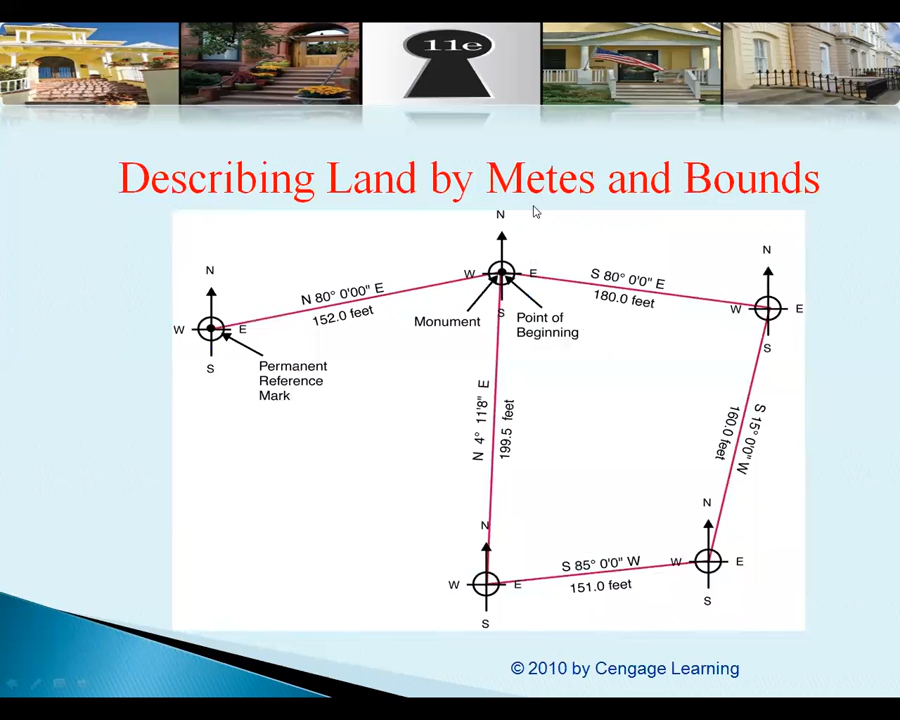 11e
Describing Land by Metes and Bounds
N
N
N
W
E
S
N 80° 0'00" E
152.0 feet
W
E
S
S 80° 0'0" E
180.0 feet
W
E
S
Monument
Point of
Beginning
Permanent
Reference
Mark
N 4° 11'8" E
199.5 feet
S 15° 0'0" W
160.0 feet
N
W
E
S
N
W
E
S
S 85° 0'0" W
151.0 feet
© 2010 by Cengage Learning